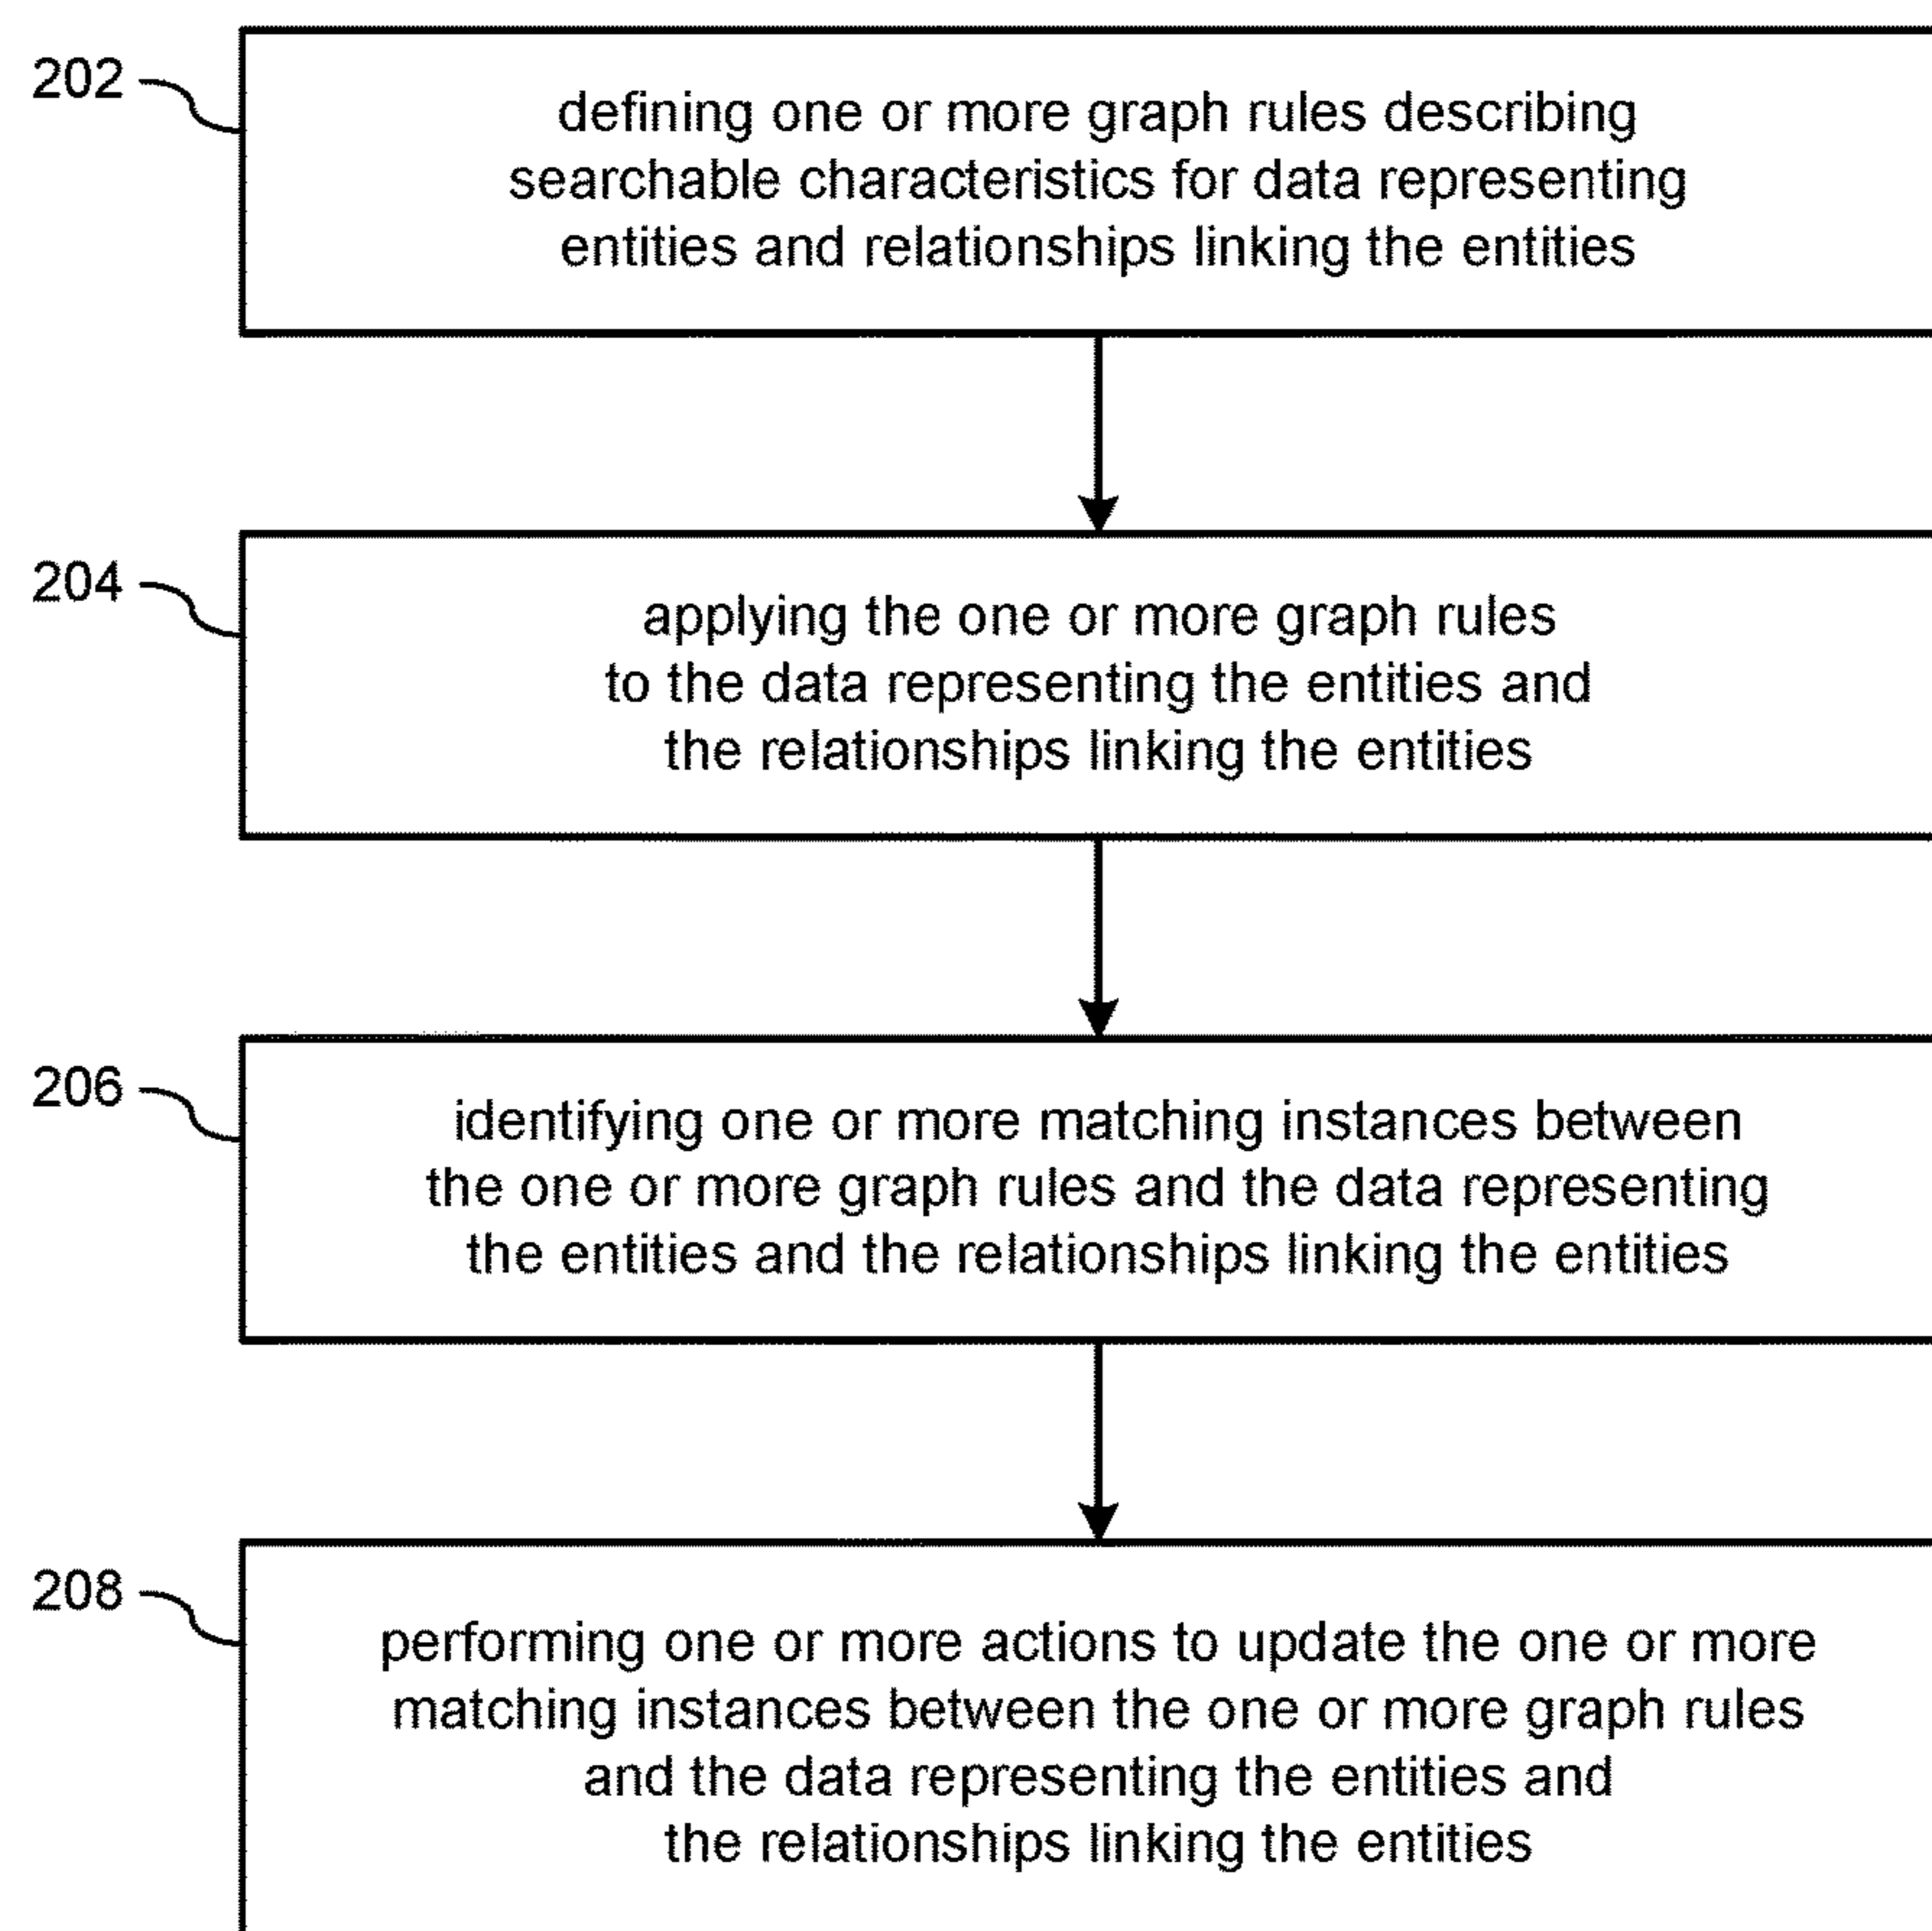 202
defining one or more graph rules describing
searchable characteristics for data representing
entities and relationships linking the entities
204
applying the one or more graph rules
to the data representing the entities and
the relationships linking the entities
206
identifying one or more matching instances between
the one or more graph rules and the data representing
the entities and the relationships linking the entities
208
performing one or more actions to update the one or more
matching instances between the one or more graph rules
and the data representing the entities and
the relationships linking the entities